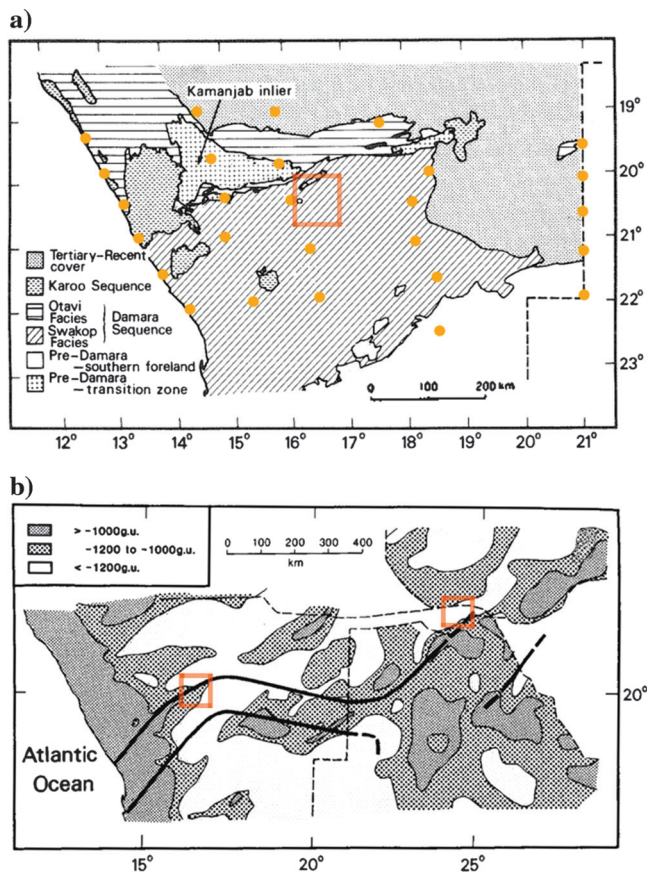 a)
Kamanjab inlier
19°
20°
21°
22°
23°
Tertiary-Recent
cover
Karoo Sequence
Otavi
Facies
Swakop
Facies
Damara
Sequence
Pre-Damara
—southern foreland
Pre-Damara
—transition zone
0 100 200 km
12° 13° 14° 15° 16° 17° 18° 19° 20° 21°
b)
>-1000g.u.
-1200 to -1000g.u.
<-1200g.u.
0 100 200 300 400
km
25°
20°
Atlantic
Ocean
15° 20° 25°